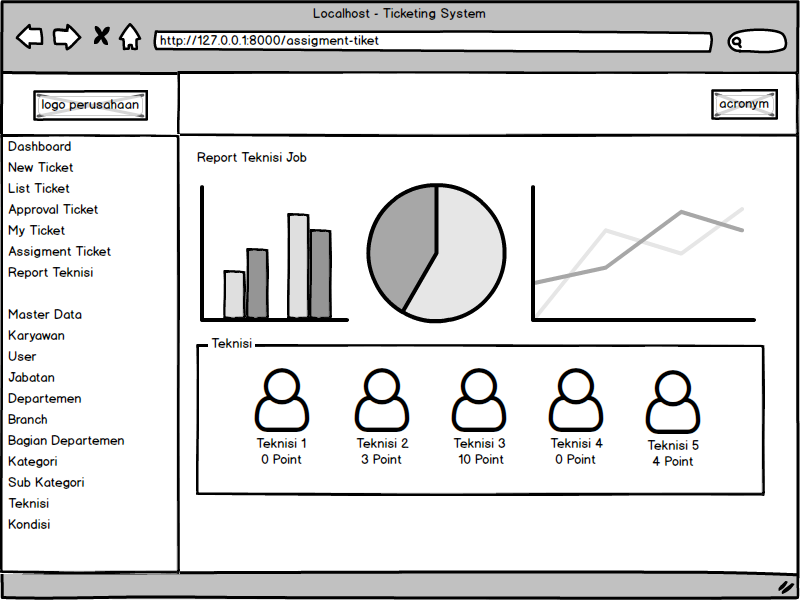 Localhost - Ticketing System
http://127.0.0.1:8000/assigment-tiket
logo perusahaan
acronym
Dashboard
New Ticket
List Ticket
Approval Ticket
My Ticket
Assigment Ticket
Report Teknisi
Master Data
Karyawan
User
Jabatan
Departemen
Branch
Bagian Departemen
Kategori
Sub Kategori
Teknisi
Kondisi
Report Teknisi Job
Teknisi
Teknisi 1
0 Point
Teknisi 2
3 Point
Teknisi 3
10 Point
Teknisi 4
0 Point
Teknisi 5
4 Point